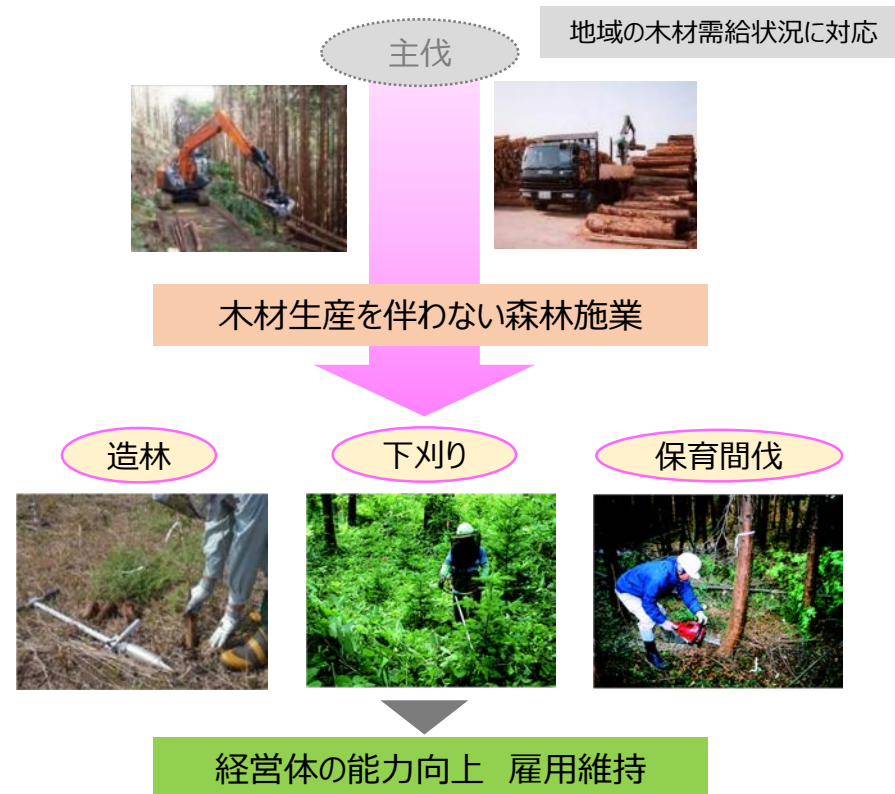 地域の木材需給状況に対応
主伐
木材生産を伴わない森林施業
造林
下刈り
保育間伐
経営体の能力向上 雇用維持